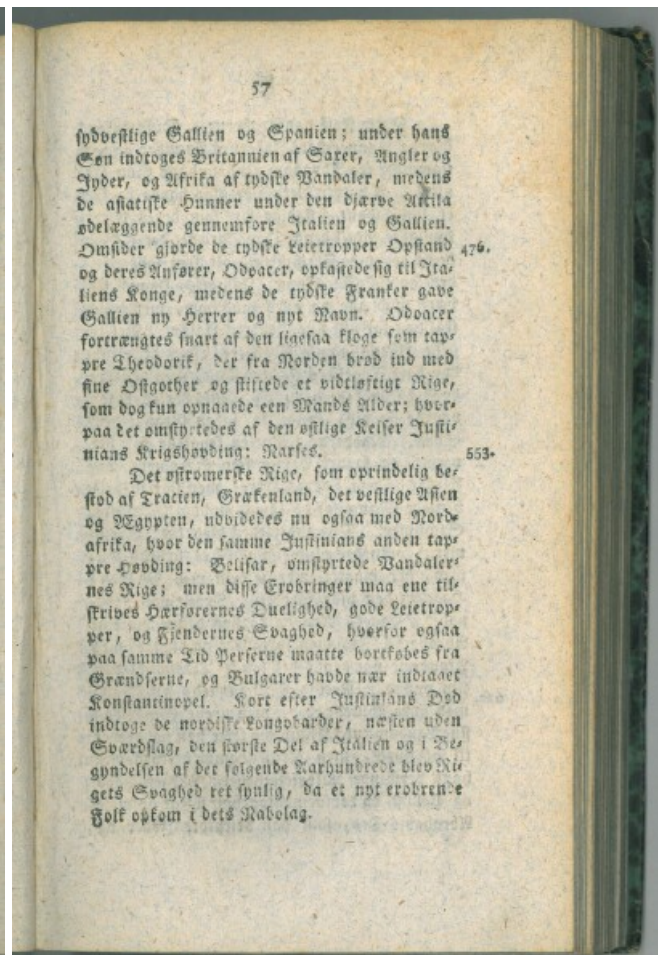 57
sydvestlige Gallien og Spanien; under hans
Søn indtoges Britannien af Saxer, Angler og
Jyder, og Afrika af tydske Vandaler, medens
de asiatiske Hunner under den djærve Attila
ødelæggende gennemfore Italien og Gallien.
Omsider gjorde de tydske Leietropper Opstand 476.
og deres Anfører, Odoacer, opkastede sig til Ita-
liens Konge, medens de tydske Franker gave
Gallien ny Herrer og nyt Navn. Odoacer
fortrængtes snart af den ligesaa kloge som tap-
pre Theodorik, der fra Norden brød ind med
sine Ostgother og stiftede et vidtløftigt Rige,
som dog kun opnaaede een Mands Alder; hvor-
paa det omstyrtedes af den østlige Keiser Justi-
nians Krigshøvding: Narses. 553.
Det østromerske Rige, som oprindelig be-
stod af Tracien, Grækenland, det vestlige Asien
og Ægypten, udvidedes nu ogsaa med Nord-
afrika, hvor den samme Justinians anden tap-
pre Høvding: Belisar, omstyrtede Vandaler-
nes Rige; men disse Erobringer maa ene til-
skrives Hærførernes Duelighed, gode Leietrop-
per, og Fjendernes Svaghed, hvorfor ogsaa
paa samme Tid Perserne maatte bortkøbes fra
Grændserne, og Bulgarer havde nær indtaget
Konstantinopel. Kort efter Justinians Død
indtoge de nordiske Longobarder, næsten uden
Sværdslag, den største Del af Italien og i Be-
gyndelsen af det følgende Aarhundrede blev Ri-
gets Svaghed ret synlig, da et nyt erobrende
Folk opkom i dets Nabolag.